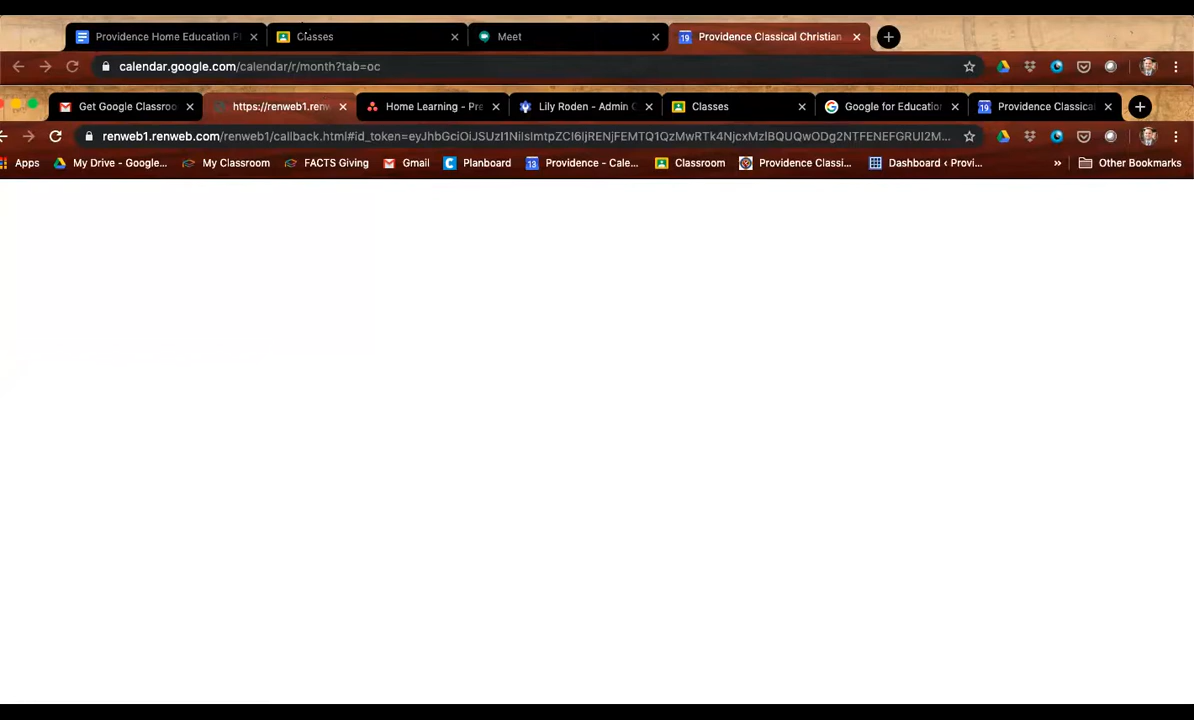 Providence Home Education P
Classes
Meet
Providence Classical Christian
calendar.google.com/calendar/r/month?tab=oc
Get Google Classroo
https://renweb1.renw
Home Learning - Pre
Lily Roden - Admin C
Classes
Google for Education
Providence Classical
renweb1.renweb.com/renweb1/callback.html#id_token=
Apps
My Drive - Google...
My Classroom
FACTS Giving
Gmail
Planboard
Providence - Cale...
Classroom
Providence Classi...
Dashboard ‹ Provi...
»
Other Bookmarks